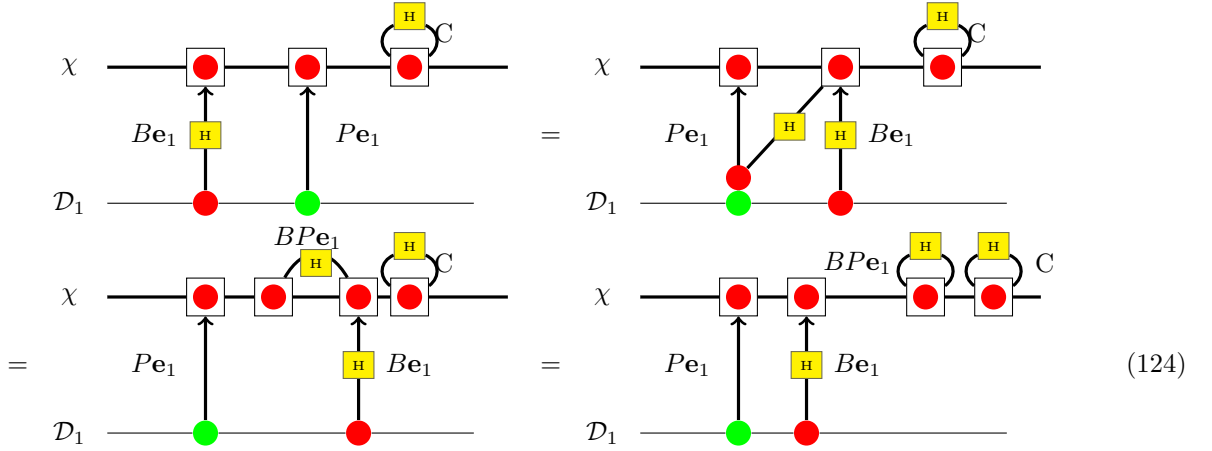 H H
C C
χ χ
H Be₁ Pe₁ = Pe₁ H H Be₁
𝒟₁ 𝒟₁
BPe₁ H H C BPe₁ H H C
χ χ
= Pe₁ H Be₁ = Pe₁ H Be₁ (124)
𝒟₁ 𝒟₁